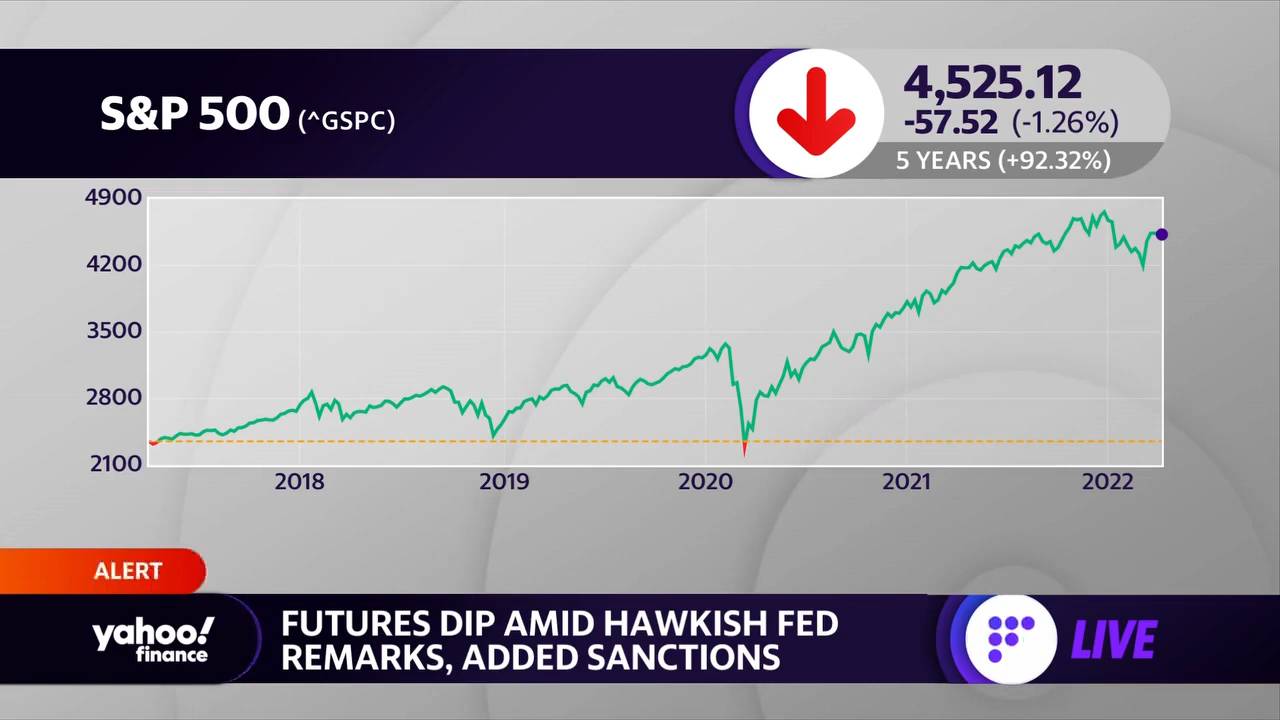 S&P 500 (^GSPC)
4,525.12
-57.52 (-1.26%)
5 YEARS (+92.32%)
4900
4200
3500
2800
2100
2018 2019 2020 2021 2022
ALERT
yahoo!
finance
FUTURES DIP AMID HAWKISH FED
REMARKS, ADDED SANCTIONS
LIVE